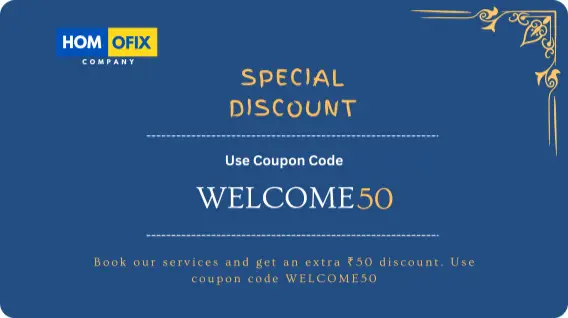 HOM OFIX
COMPANY
SPECIAL
DISCOUNT
Use Coupon Code
WELCOME50
Book our services and get an extra ₹50 discount. Use
coupon code WELCOME50